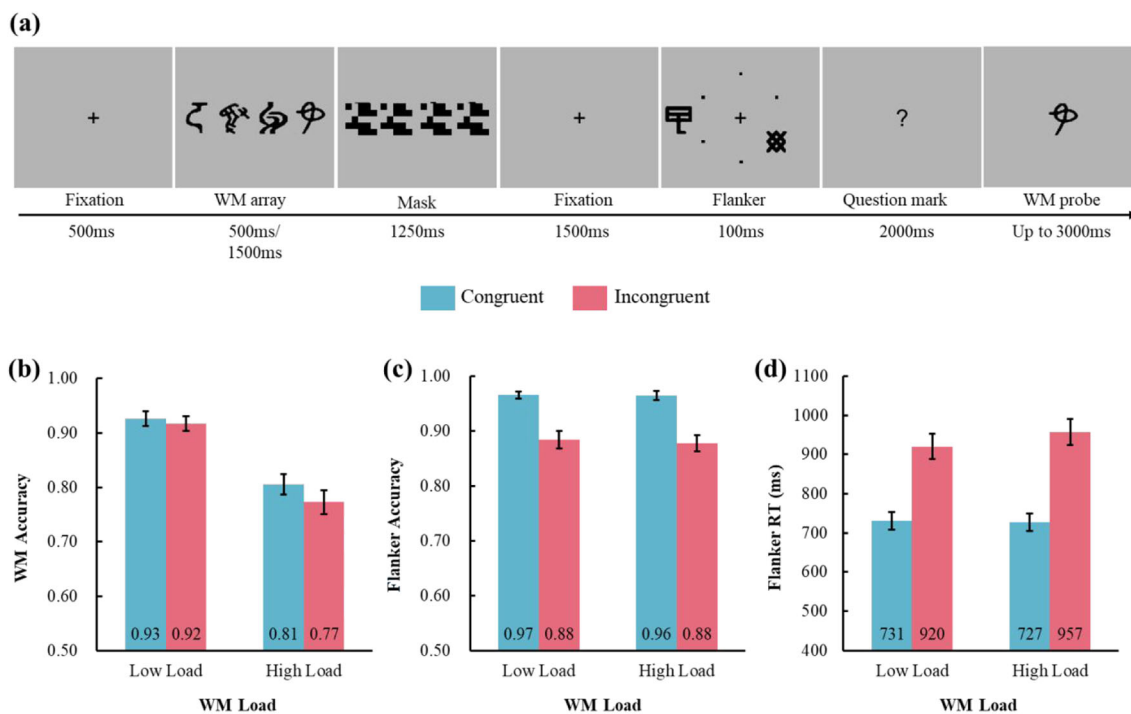 (a)
+
+
+
?
Fixation WM array Mask Fixation Flanker Question mark WM probe
500ms 500ms/ 1250ms 1500ms 100ms 2000ms Up to 3000ms
1500ms
Congruent Incongruent
(b)
WM Accuracy
1.00
0.90
0.80
0.70
0.60
0.50
0.93 0.92 0.81 0.77
Low Load High Load
WM Load
(c)
Flanker Accuracy
1.00
0.90
0.80
0.70
0.60
0.50
0.97 0.88 0.96 0.88
Low Load High Load
WM Load
(d)
Flanker RT (ms)
1100
1000
900
800
700
600
500
400
731 920 727 957
Low Load High Load
WM Load